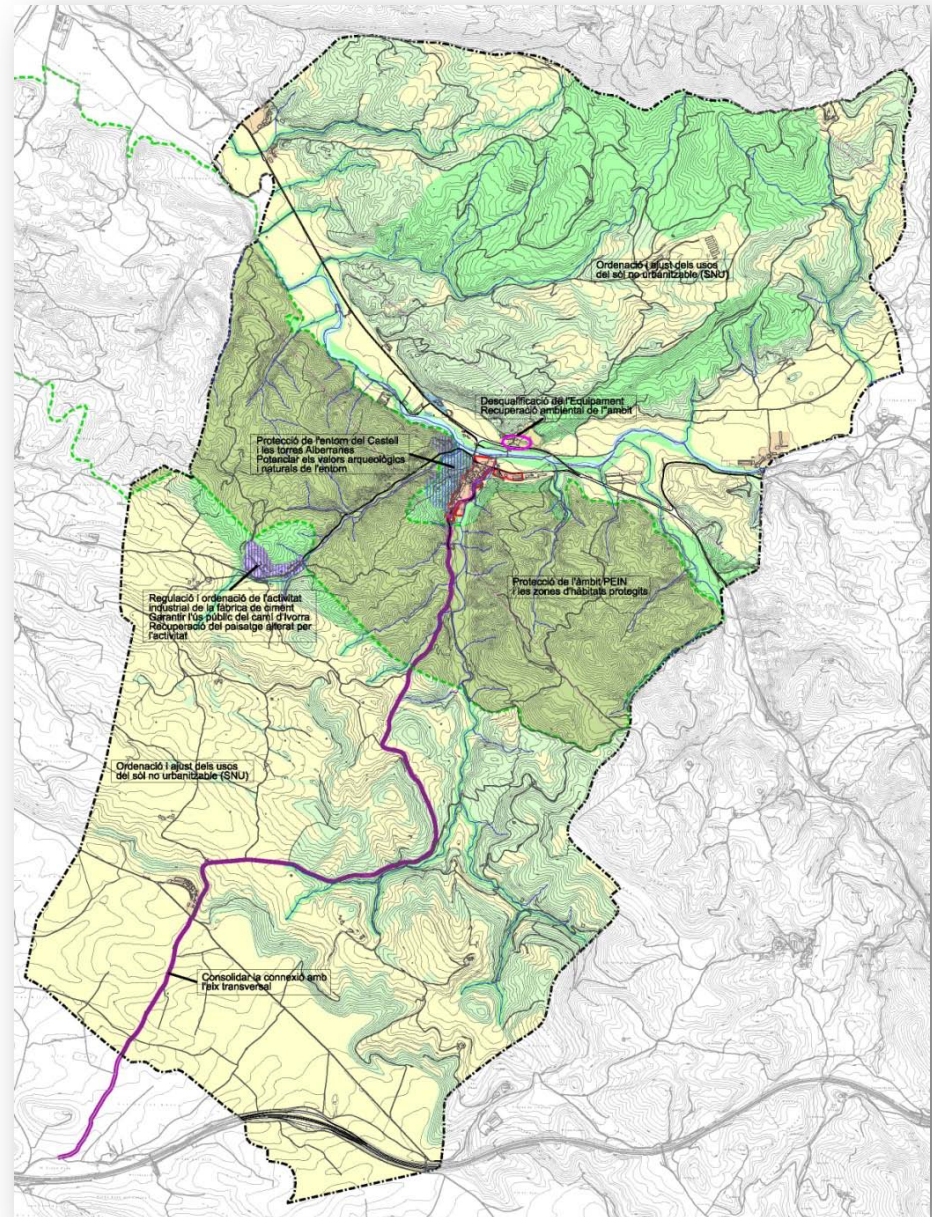 Ordenació i ajust dels usos
del sòl no urbanitzable (SNU)
Desqualificació de l'Equipament
Recuperació ambiental de l'àmbit
Protecció de l'entorn del Castell
i les torres Albarranes
Potenciar els valors arqueològics
i naturals de l'entorn
Protecció de l'àmbit PEIN
i les zones d'hàbitats protegits
Regulació i ordenació de l'activitat
industrial de la fàbrica de ciment
Garantir l'ús públic del camí d'Ivorra
Recuperació del paisatge alterat per
l'activitat
Ordenació i ajust dels usos
del sòl no urbanitzable (SNU)
Consolidar la connexió amb
l'eix transversal